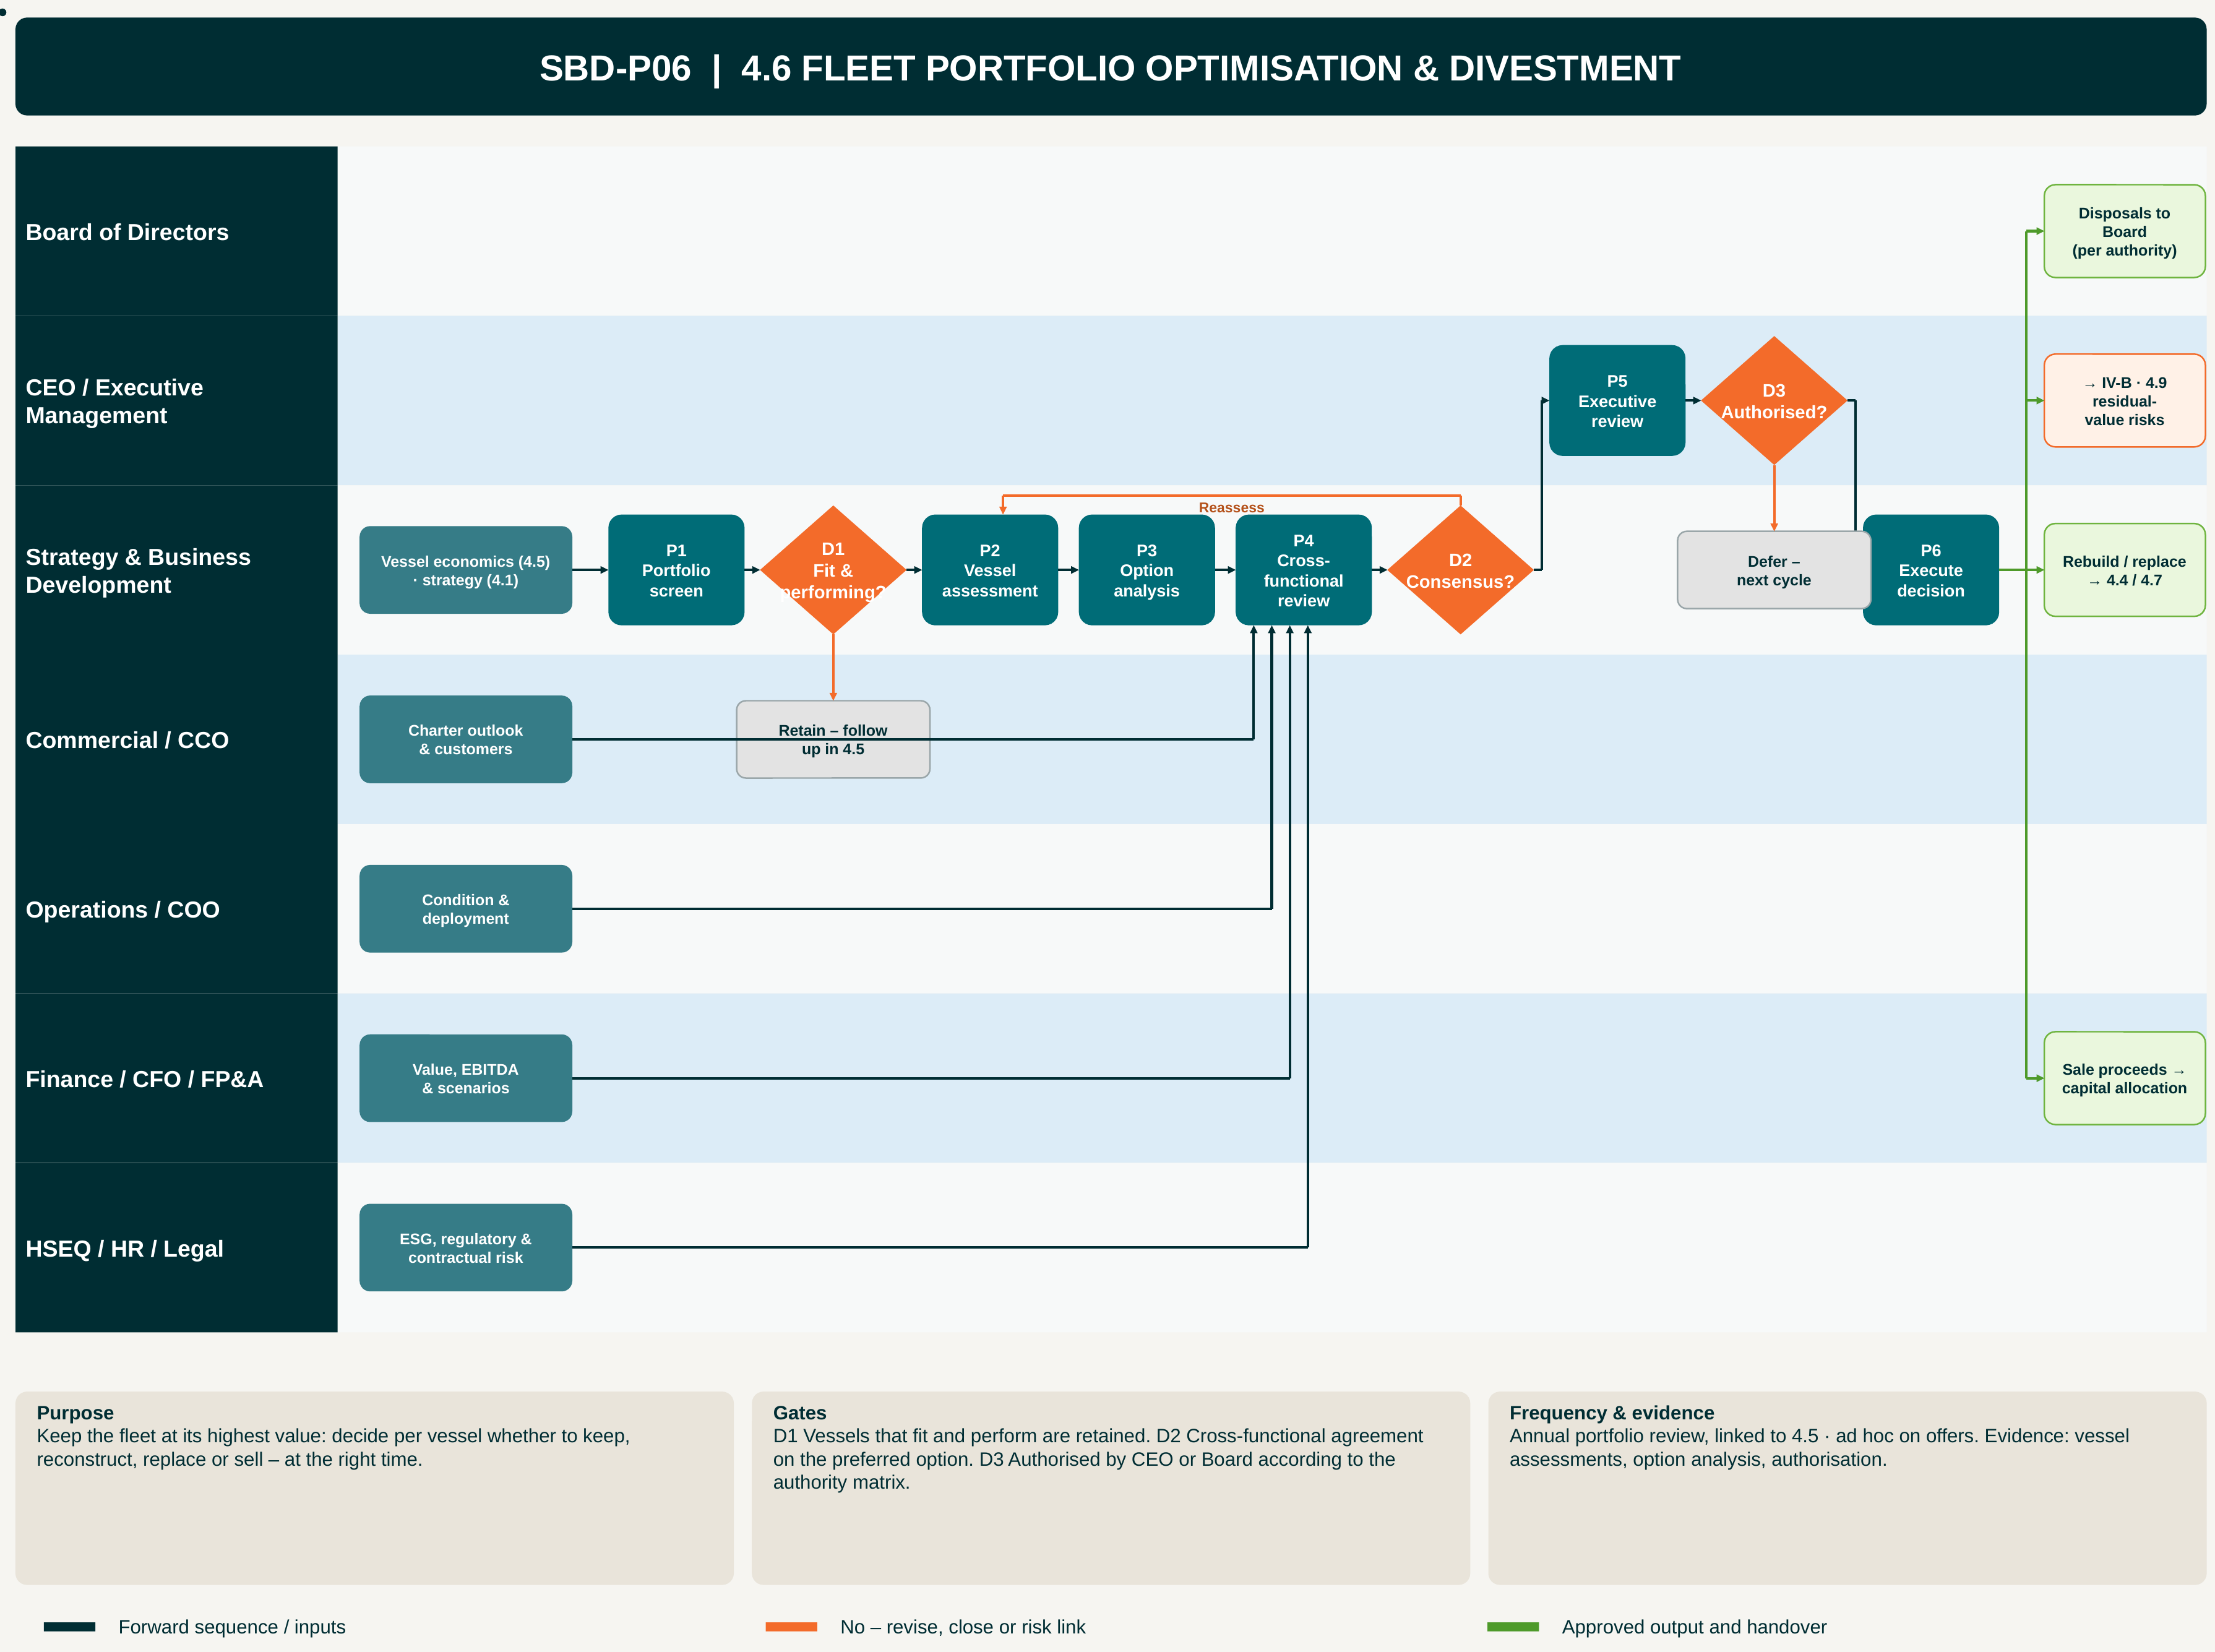 SBD-P06 | 4.6 FLEET PORTFOLIO OPTIMISATION & DIVESTMENT
Board of Directors
Disposals to
Board
(per authority)
CEO / Executive
Management
P5
Executive
review
D3
Authorised?
→ IV-B · 4.9
residual-
value risks
Strategy & Business
Development
Vessel economics (4.5)
· strategy (4.1)
P1
Portfolio
screen
D1
Fit &
performing?
P2
Vessel
assessment
Reassess
P3
Option
analysis
P4
Cross-
functional
review
D2
Consensus?
Defer –
next cycle
P6
Execute
decision
Rebuild / replace
→ 4.4 / 4.7
Commercial / CCO
Charter outlook
& customers
Retain – follow
up in 4.5
Operations / COO
Condition &
deployment
Finance / CFO / FP&A
Value, EBITDA
& scenarios
Sale proceeds →
capital allocation
HSEQ / HR / Legal
ESG, regulatory &
contractual risk
Purpose
Keep the fleet at its highest value: decide per vessel whether to keep,
reconstruct, replace or sell – at the right time.
Gates
D1 Vessels that fit and perform are retained. D2 Cross-functional agreement
on the preferred option. D3 Authorised by CEO or Board according to the
authority matrix.
Frequency & evidence
Annual portfolio review, linked to 4.5 · ad hoc on offers. Evidence: vessel
assessments, option analysis, authorisation.
Forward sequence / inputs
No – revise, close or risk link
Approved output and handover